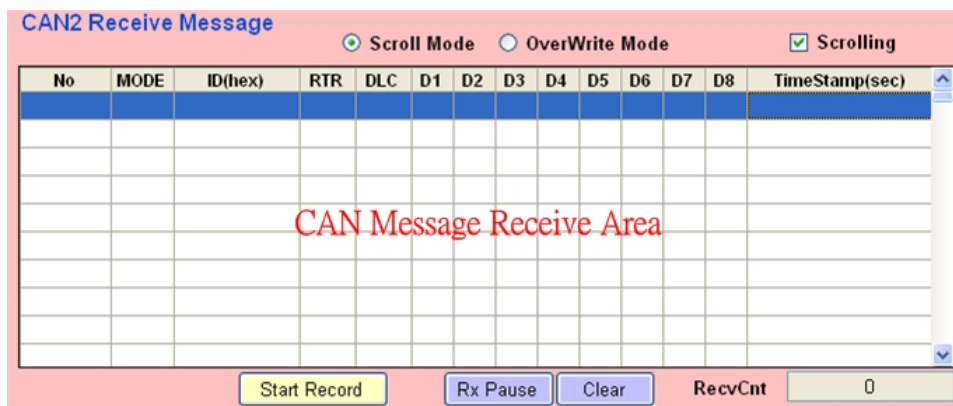 CAN2 Receive Message
Scroll Mode OverWrite Mode Scrolling
No MODE ID(hex) RTR DLC D1 D2 D3 D4 D5 D6 D7 D8 TimeStamp(sec)
CAN Message Receive Area
Start Record Rx Pause Clear RecvCnt 0